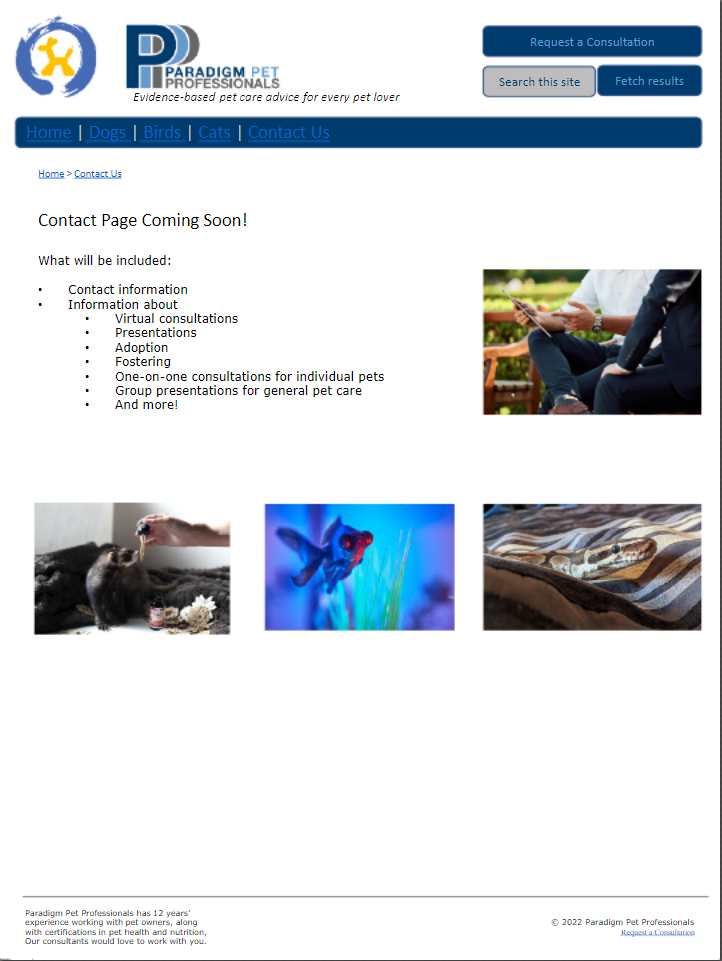 PARADIGM PET
PROFESSIONALS
Evidence-based pet care advice for every pet lover
Request a Consultation
Search this site
Fetch results
Home | Dogs | Birds | Cats | Contact Us
Home > Contact Us
Contact Page Coming Soon!
What will be included:
• Contact information
• Information about
• Virtual consultations
• Presentations
• Adoption
• Fostering
• One-on-one consultations for individual pets
• Group presentations for general pet care
• And more!
Paradigm Pet Professionals has 12 years'
experience working with pet owners, along
with certifications in pet health and nutrition,
Our consultants would love to work with you.
© 2022 Paradigm Pet Professionals
Request a Consultation